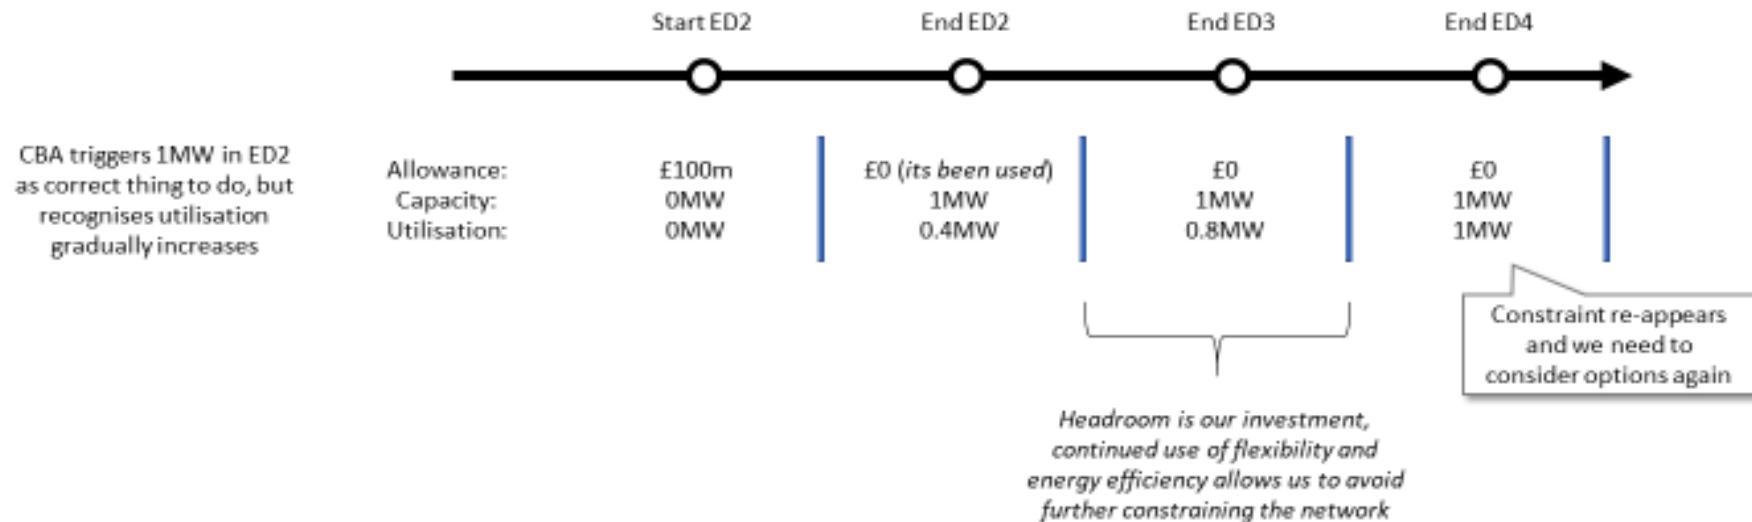 Start ED2
End ED2
End ED3
End ED4
CBA triggers 1MW in ED2
as correct thing to do, but
recognises utilisation
gradually increases
Allowance:
£100m
£0 (its been used)
£0
£0
Capacity:
0MW
1MW
1MW
1MW
Utilisation:
0MW
0.4MW
0.8MW
1MW
Constraint re-appears
and we need to
consider options again
Headroom is our investment,
continued use of flexibility and
energy efficiency allows us to avoid
further constraining the network